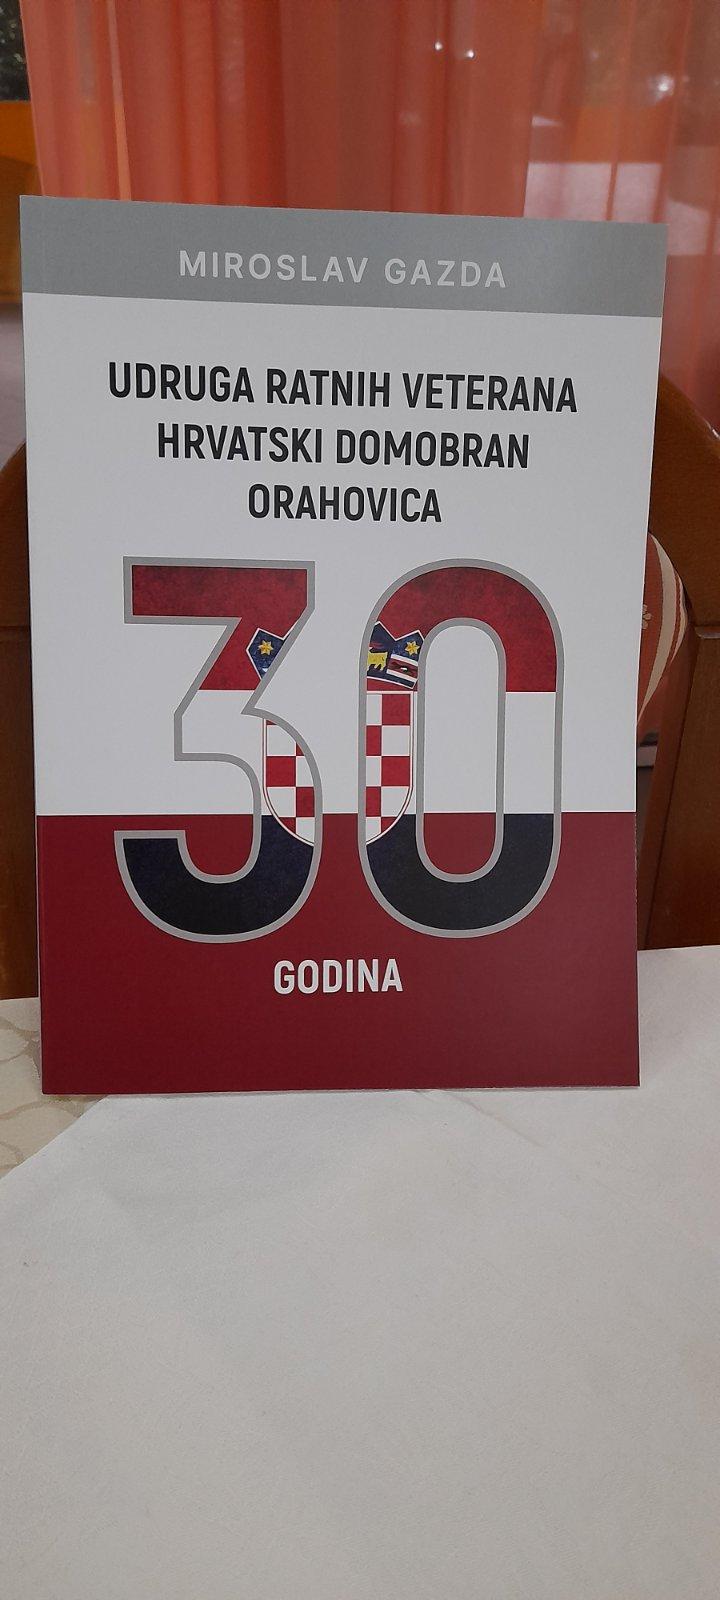 MIROSLAV GAZDA
UDRUGA RATNIH VETERANA
HRVATSKI DOMOBRAN
ORAHOVICA
30
GODINA